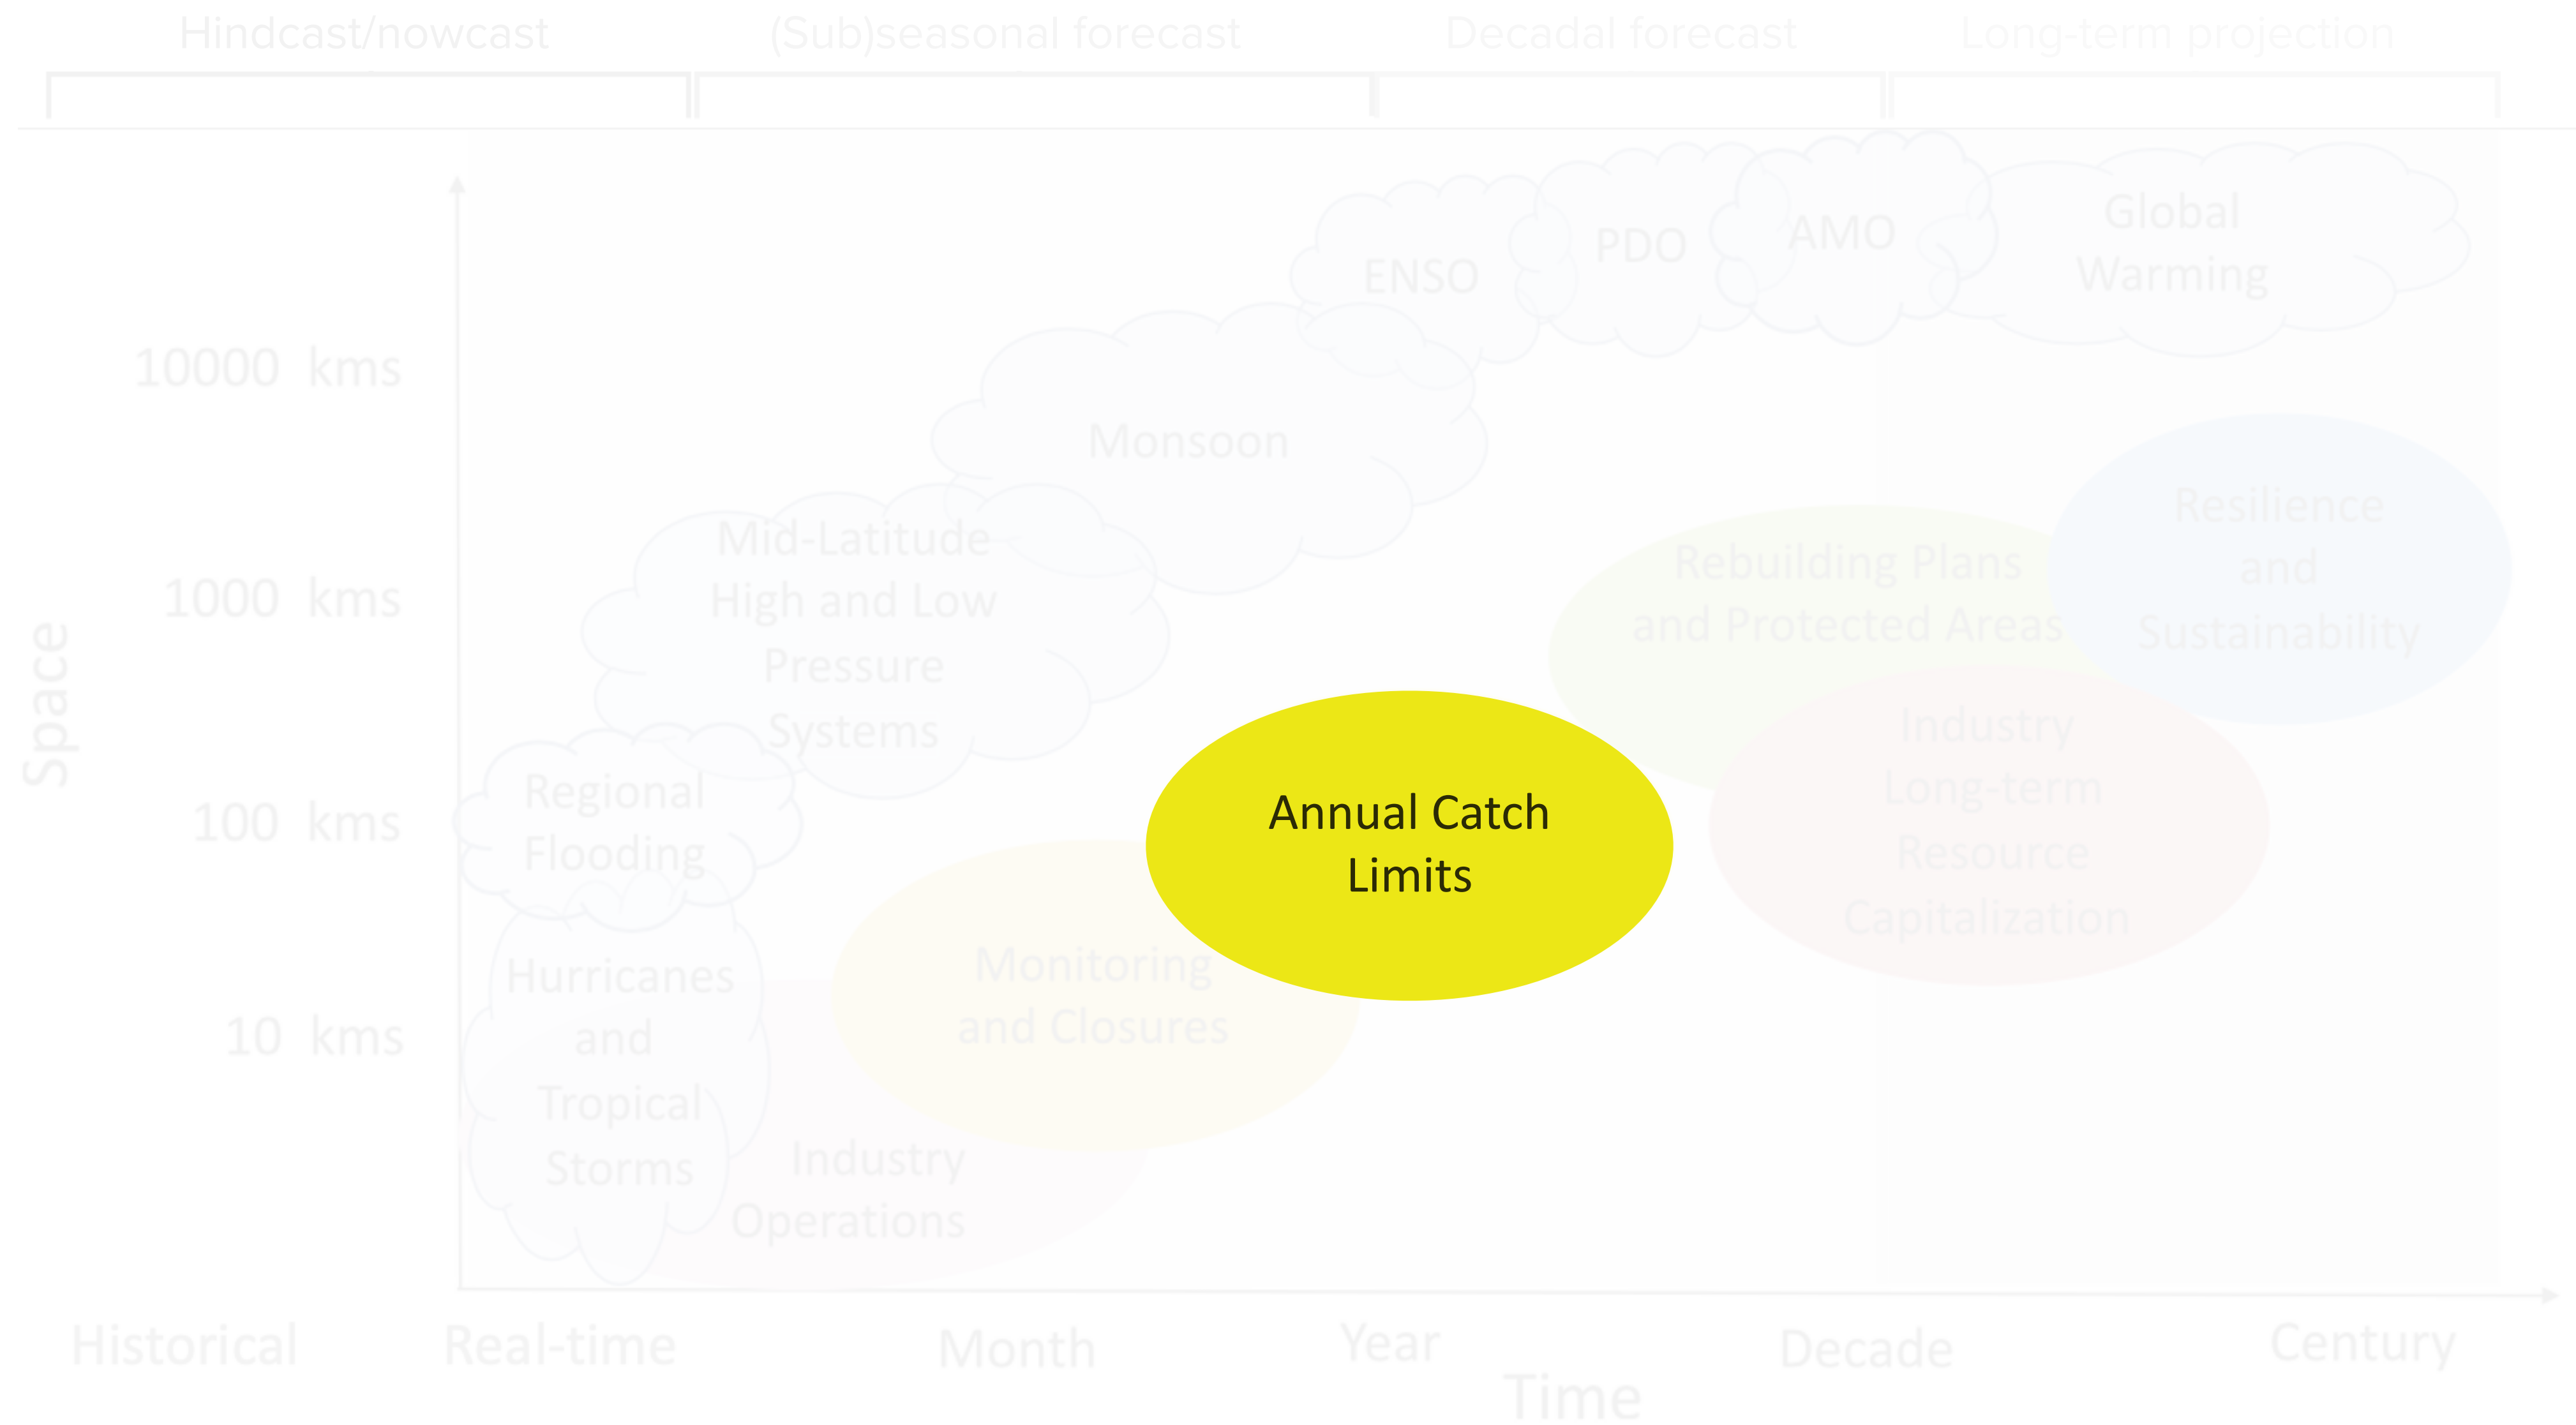 Hindcast/nowcast
(Sub)seasonal forecast
Decadal forecast
Long-term projection
Space
10000 kms
1000 kms
100 kms
10 kms
ENSO
PDO
AMO
Global
Warming
Monsoon
Mid-Latitude
High and Low
Pressure
Systems
Regional
Flooding
Hurricanes
and
Tropical
Storms
Industry
Operations
Monitoring
and Closures
Annual Catch
Limits
Rebuilding Plans
and Protected Areas
Industry
Long-term
Resource
Capitalization
Resilience
and
Sustainability
Historical
Real-time
Month
Year
Decade
Century
Time